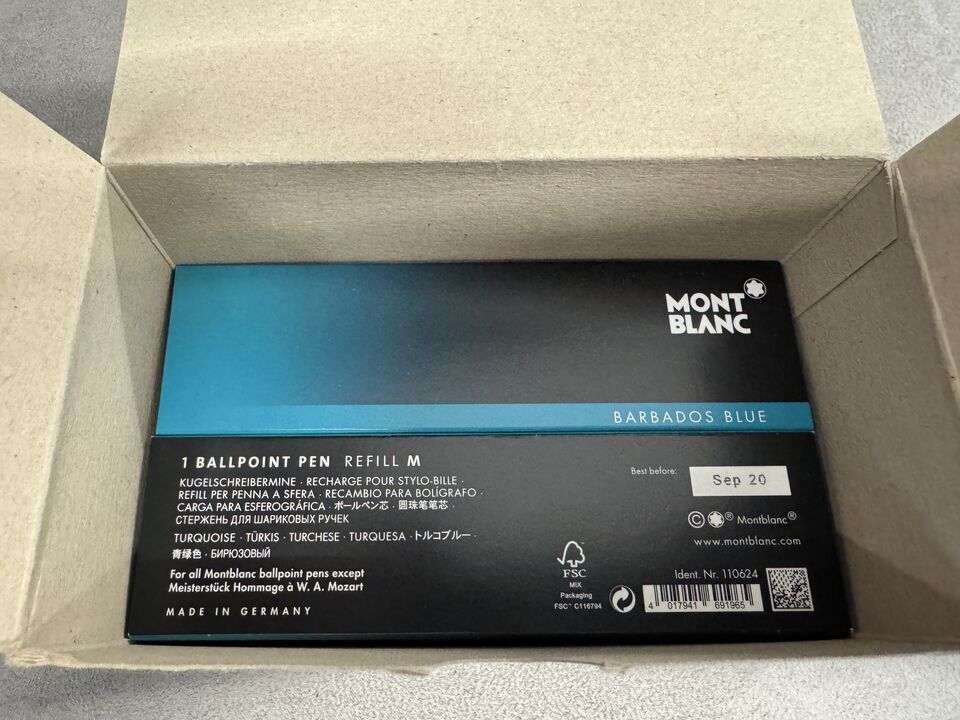 MONT
BLANC
BARBADOS BLUE
1 BALLPOINT PEN REFILL M
KUGELSCHREIBERMINE · RECHARGE POUR STYLO-BILLE ·
REFILL PER PENNA A SFERA · RECAMBIO PARA BOLÍGRAFO ·
CARGA PARA ESFEROGRÁFICA · ボールペン芯 · 圆珠笔笔芯 ·
СТЕРЖЕНЬ ДЛЯ ШАРИКОВЫХ РУЧЕК
TURQUOISE · TÜRKIS · TURCHESE · TURQUESA · トルコブルー ·
青绿色 · БИРЮЗОВЫЙ
For all Montblanc ballpoint pens except
Meisterstück Hommage à W. A. Mozart
MADE IN GERMANY
Best before: Sep 20
© ® Montblanc®
www.montblanc.com
FSC
MIX
Packaging
FSC™ C116794
Ident. Nr. 110624
4 017941 691965